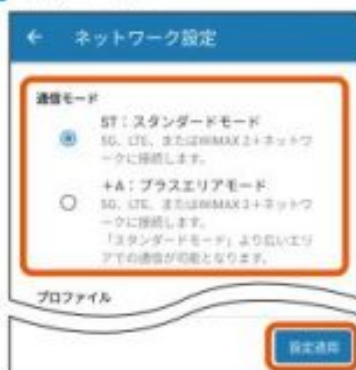 ← ネットワーク設定
通信モード
ST：スタンダードモード
5G、LTE、またはWiMAX 2+ネットワ
ークに接続します。
+A：プラスエリアモード
5G、LTE、またはWiMAX 2+ネットワ
ークに接続します。
「スタンダードモード」より広いエリ
アでの通信が可能となります。
プロファイル
設定適用